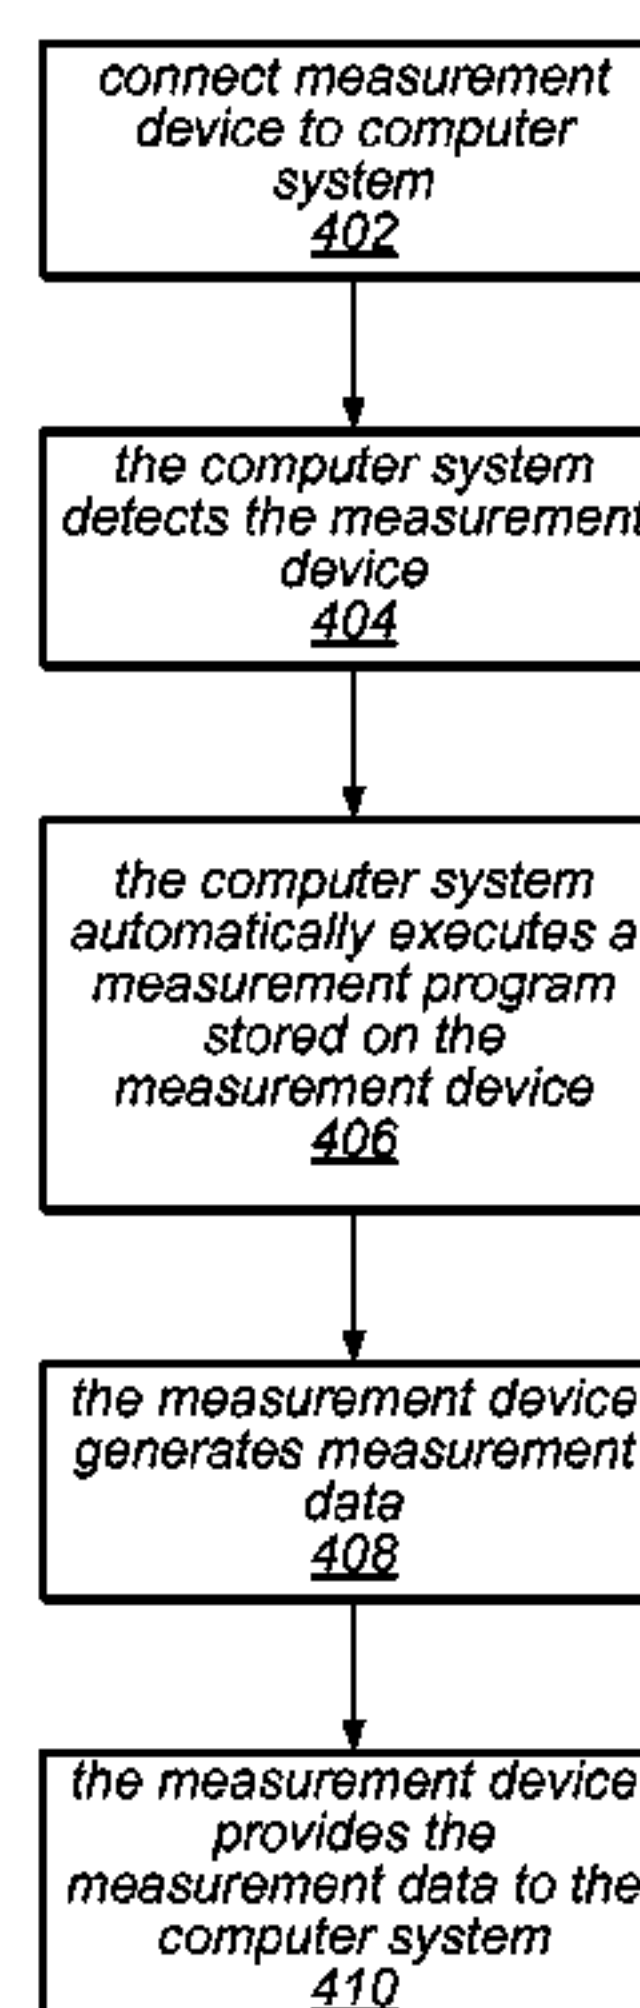 connect measurement
device to computer
system
402
the computer system
detects the measurement
device
404
the computer system
automatically executes a
measurement program
stored on the
measurement device
406
the measurement device
generates measurement
data
408
the measurement device
provides the
measurement data to the
computer system
410